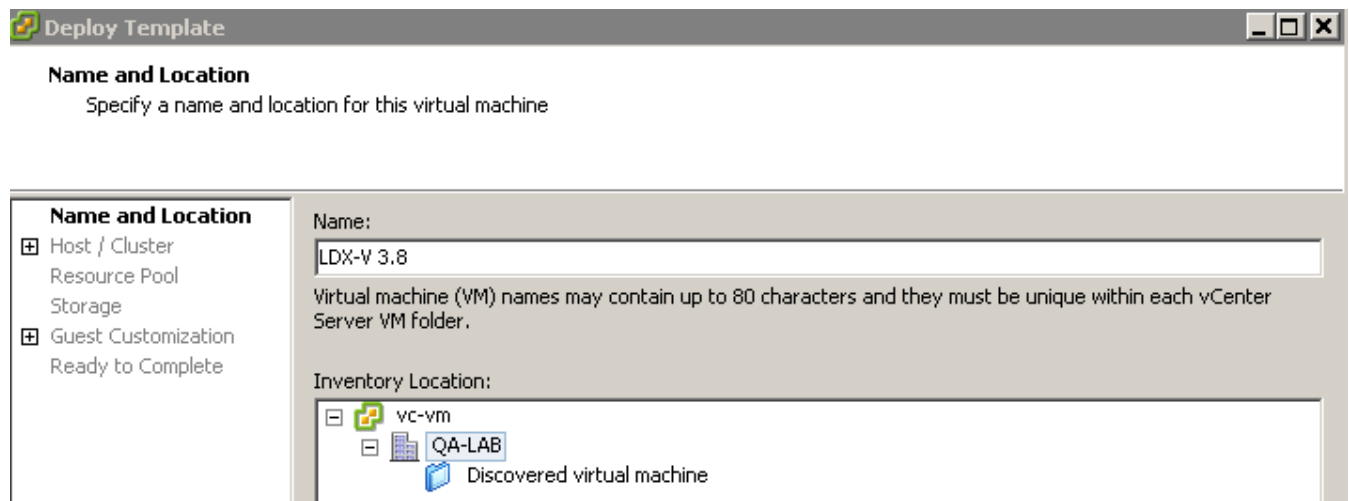 Deploy Template
Name and Location
Specify a name and location for this virtual machine
Name and Location
Host / Cluster
Resource Pool
Storage
Guest Customization
Ready to Complete
Name:
LDX-V 3.8
Virtual machine (VM) names may contain up to 80 characters and they must be unique within each vCenter
Server VM folder.
Inventory Location:
vc-vm
QA-LAB
Discovered virtual machine